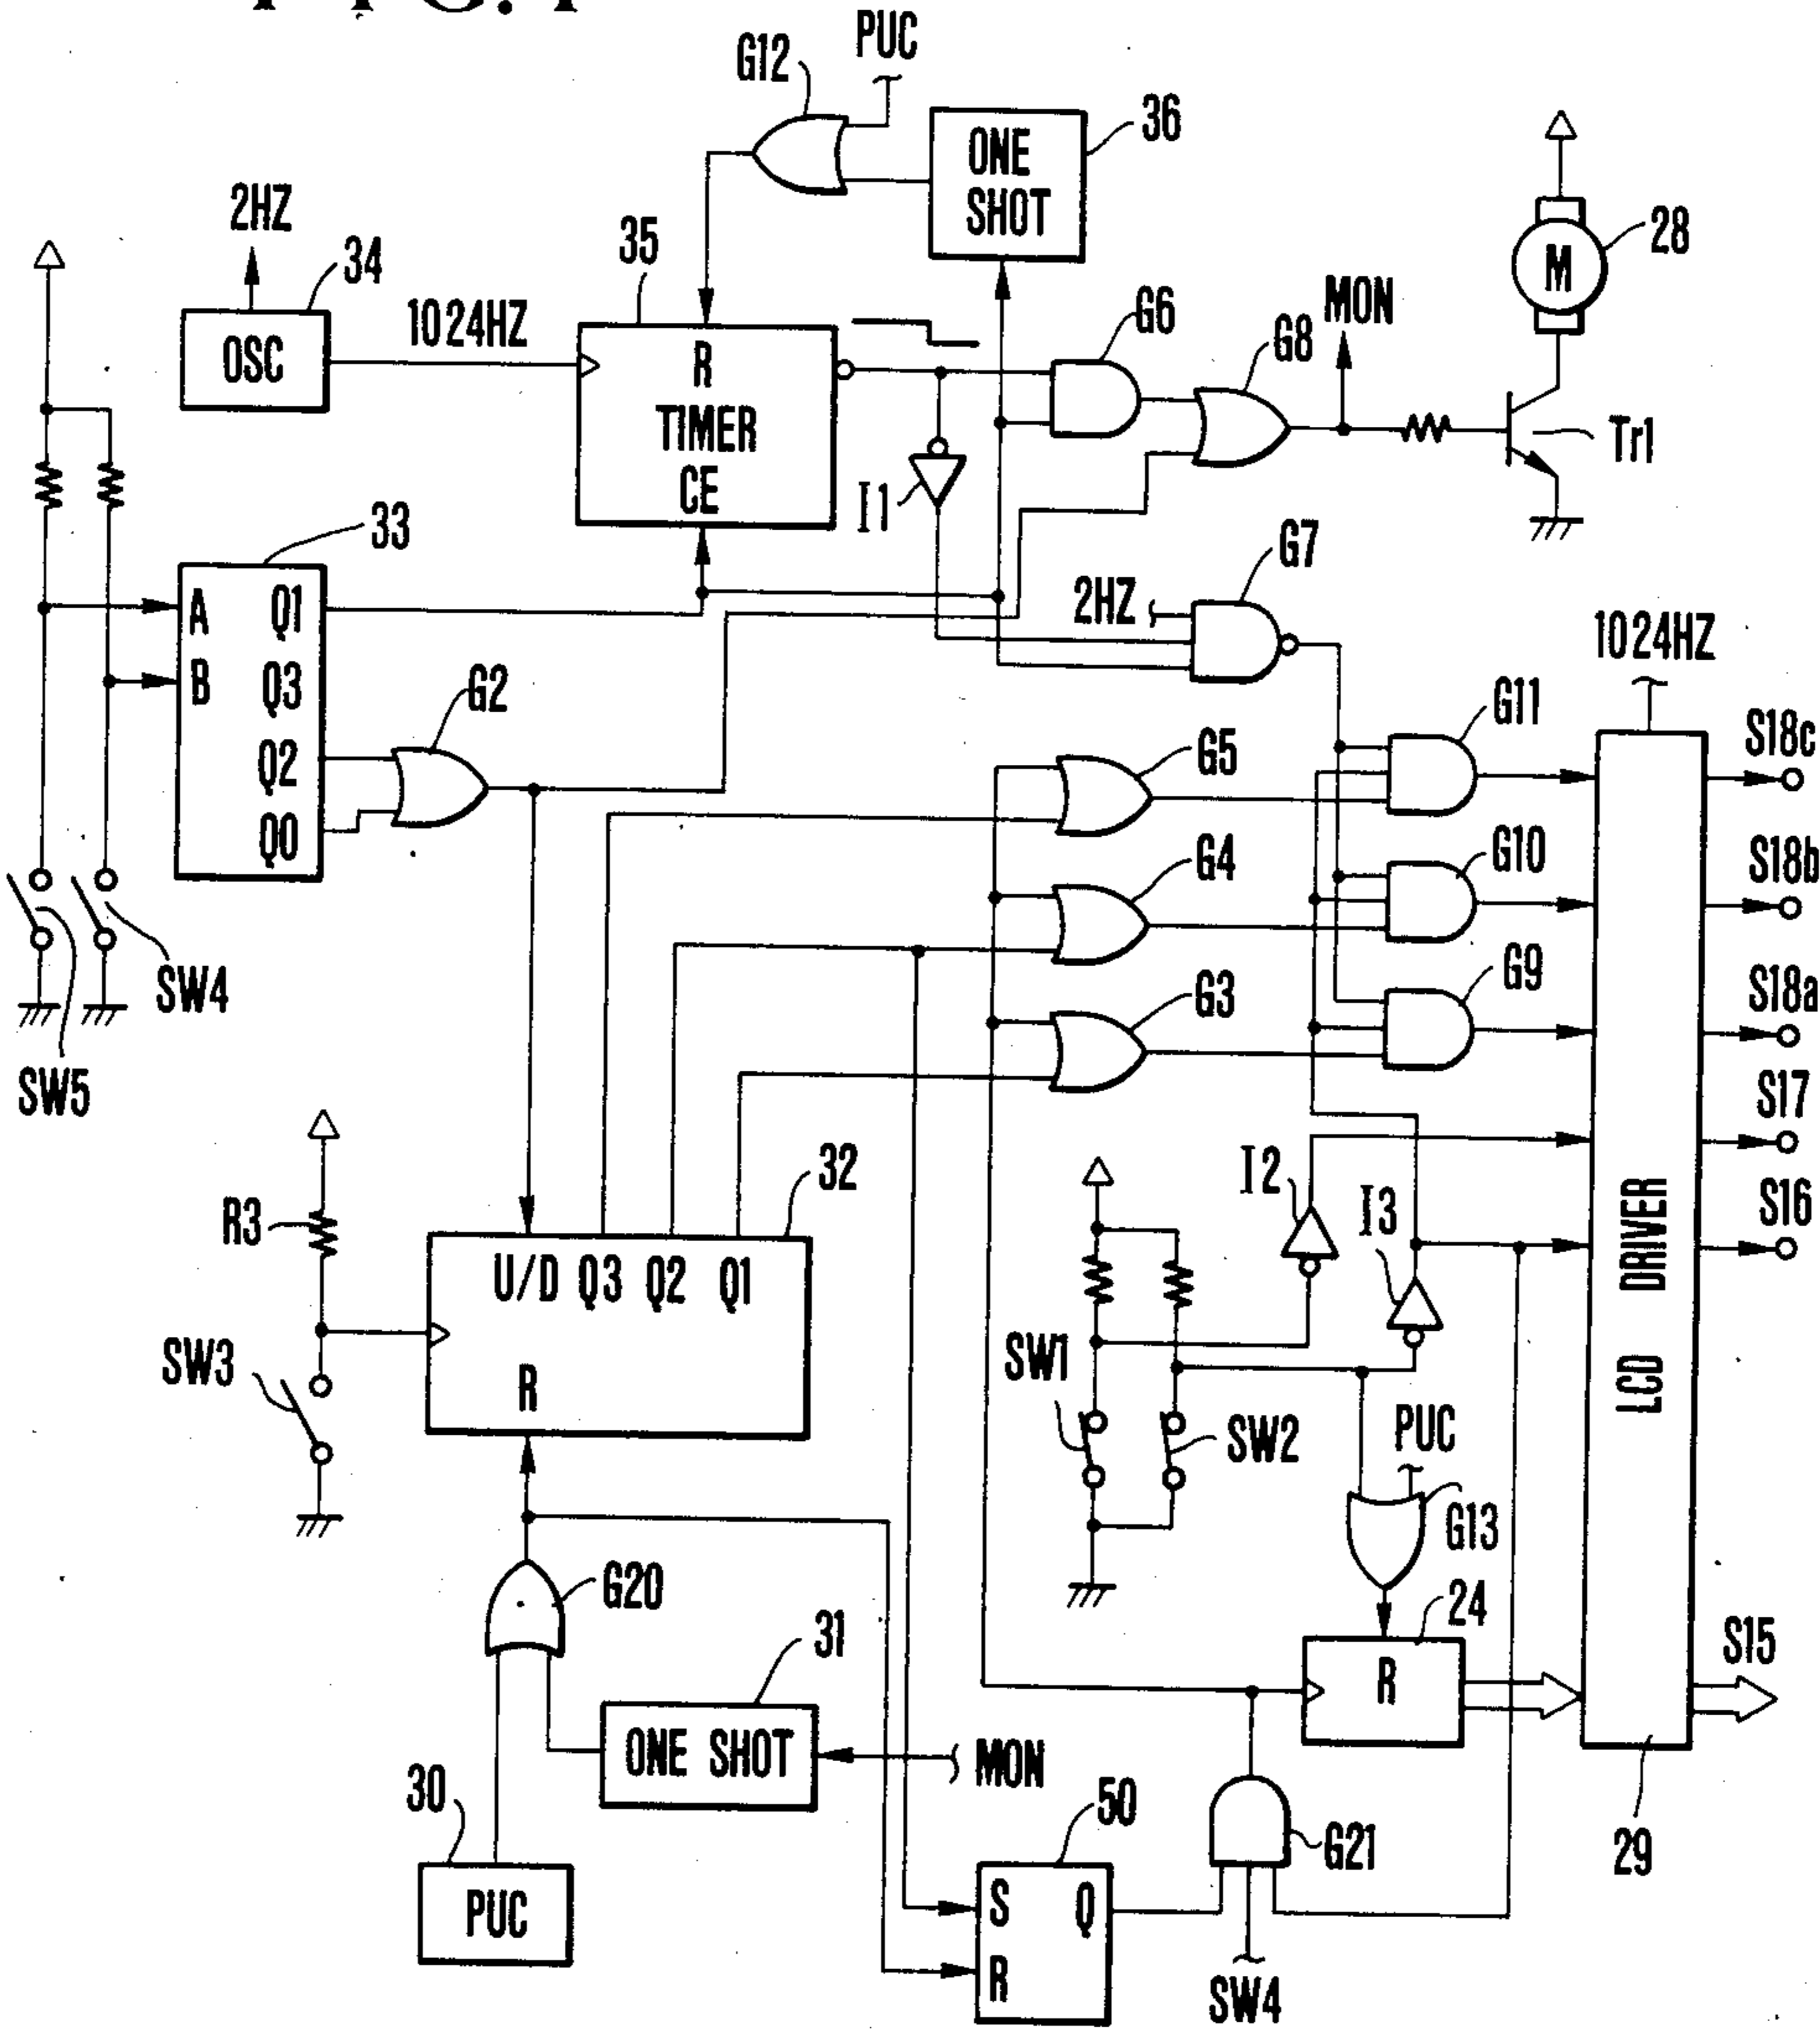 FIG. 1
PUC
G12
36
ONE SHOT
2HZ
34
35
28
M
OSC
1024HZ
R
TIMER
CE
G6
MON
G8
I1
Tr1
33
A
B
Q1
Q3
Q2
Q0
G2
2HZ
G7
1024HZ
G11
S18c
G5
G10
S18b
G4
G9
S18a
G3
SW4
SW5
S17
S16
R3
32
I2
I3
U/D Q3 Q2 Q1
R
SW3
SW1
SW2
LCD DRIVER
PUC
G13
G20
24
R
31
S15
ONE SHOT
MON
30
PUC
50
S
Q
R
G21
SW4
29